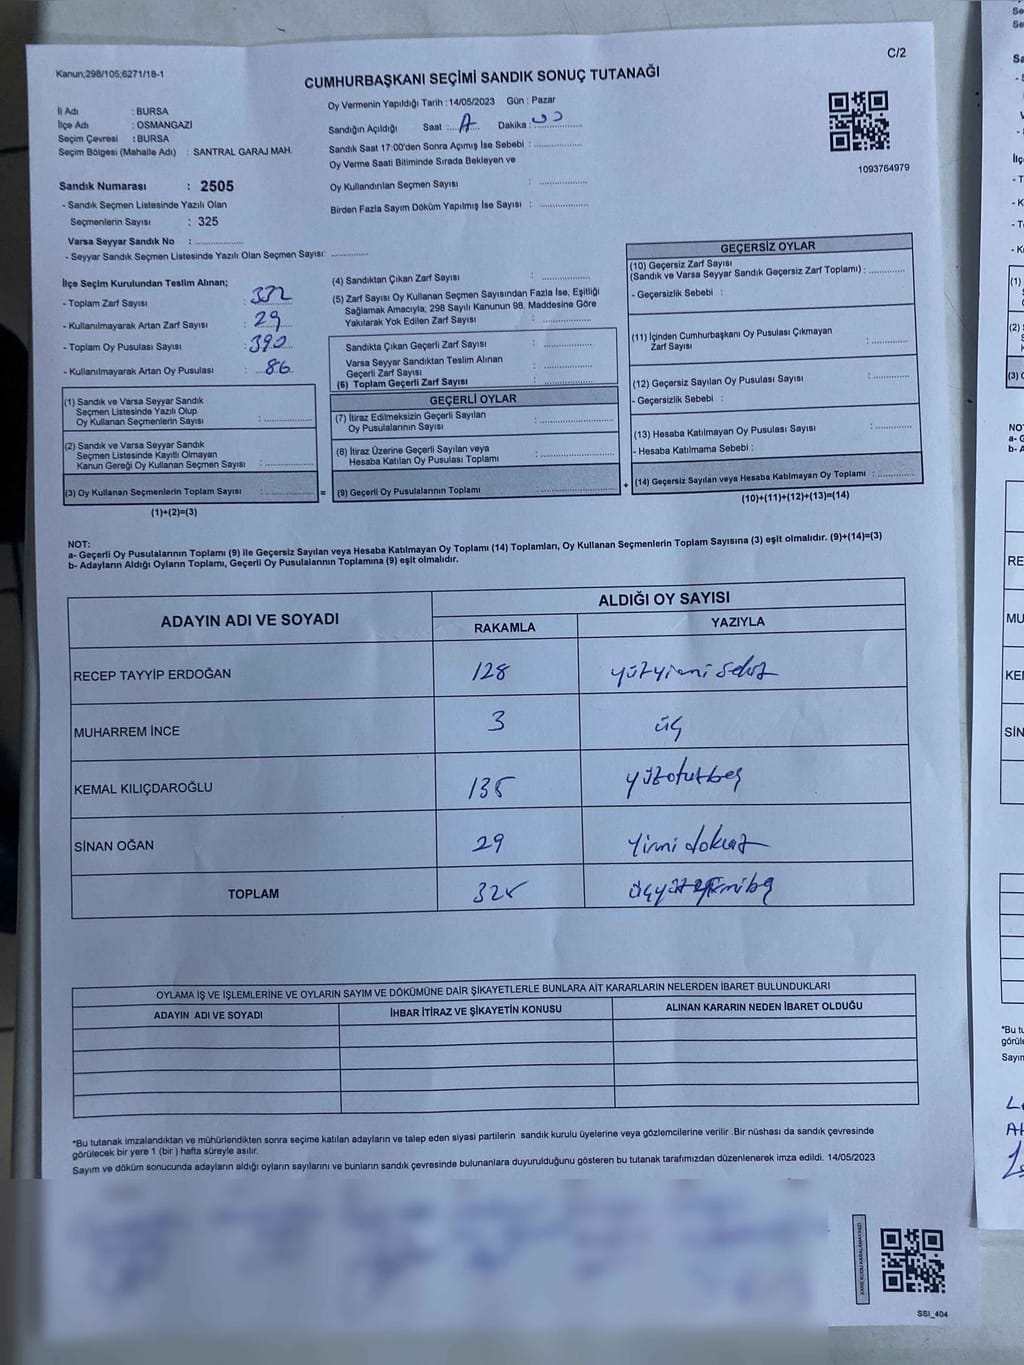 C/2
Kanun;298/105;6271/18-1
CUMHURBAŞKANI SEÇİMİ SANDIK SONUÇ TUTANAĞI
İl Adı : BURSA
İlçe Adı : OSMANGAZİ
Seçim Çevresi : BURSA
Seçim Bölgesi (Mahalle Adı) : SANTRAL GARAJ MAH.
Oy Vermenin Yapıldığı Tarih : 14/05/2023 Gün : Pazar
Sandığın Açıldığı Saat : Dakika :
Sandık Saat 17:00'den Sonra Açımış İse Sebebi :
Oy Verme Saati Bitiminde Sırada Bekleyen ve
Oy Kullandırılan Seçmen Sayısı :
Birden Fazla Sayım Döküm Yapılmış İse Sayısı :
1093764979
Sandık Numarası : 2505
- Sandık Seçmen Listesinde Yazılı Olan
Seçmenlerin Sayısı : 325
Varsa Seyyar Sandık No :
- Seyyar Sandık Seçmen Listesinde Yazılı Olan Seçmen Sayısı:
İlçe Seçim Kurulundan Teslim Alınan;
- Toplam Zarf Sayısı :
- Kullanılmayarak Artan Zarf Sayısı : 29
- Toplam Oy Pusulası Sayısı : 390
- Kullanılmayarak Artan Oy Pusulası : 86
(1) Sandık ve Varsa Seyyar Sandık
Seçmen Listesinde Yazılı Olup
Oy Kullanan Seçmenlerin Sayısı :
(2) Sandık ve Varsa Seyyar Sandık
Seçmen Listesinde Kayıtlı Olmayan
Kanun Gereği Oy Kullanan Seçmen Sayısı :
(3) Oy Kullanan Seçmenlerin Toplam Sayısı : =
(1)+(2)=(3)
(4) Sandıktan Çıkan Zarf Sayısı :
(5) Zarf Sayısı Oy Kullanan Seçmen Sayısından Fazla İse, Eşitliği
Sağlamak Amacıyla; 298 Sayılı Kanunun 98. Maddesine Göre
Yakılarak Yok Edilen Zarf Sayısı :
Sandıkta Çıkan Geçerli Zarf Sayısı :
Varsa Seyyar Sandıktan Teslim Alınan
Geçerli Zarf Sayısı :
(6) Toplam Geçerli Zarf Sayısı :
GEÇERLİ OYLAR
(7) İtiraz Edilmeksizin Geçerli Sayılan
Oy Pusulalarının Sayısı :
(8) İtiraz Üzerine Geçerli Sayılan veya
Hesaba Katılan Oy Pusulası Toplamı :
(9) Geçerli Oy Pusulalarının Toplamı : +
GEÇERSİZ OYLAR
(10) Geçersiz Zarf Sayısı
(Sandık ve Varsa Seyyar Sandık Geçersiz Zarf Toplamı) :
- Geçersizlik Sebebi :
(11) İçinden Cumhurbaşkanı Oy Pusulası Çıkmayan
Zarf Sayısı :
(12) Geçersiz Sayılan Oy Pusulası Sayısı :
- Geçersizlik Sebebi :
(13) Hesaba Katılmayan Oy Pusulası Sayısı :
- Hesaba Katılmama Sebebi :
(14) Geçersiz Sayılan veya Hesaba Katılmayan Oy Toplamı :
(10)+(11)+(12)+(13)=(14)
NOT:
a- Geçerli Oy Pusulalarının Toplamı (9) ile Geçersiz Sayılan veya Hesaba Katılmayan Oy Toplamı (14) Toplamları, Oy Kullanan Seçmenlerin Toplam Sayısına (3) eşit olmalıdır. (9)+(14)=(3)
b- Adayların Aldığı Oyların Toplamı, Geçerli Oy Pusulalarının Toplamına (9) eşit olmalıdır.
ADAYIN ADI VE SOYADI
ALDIĞI OY SAYISI
RAKAMLA YAZIYLA
RECEP TAYYİP ERDOĞAN 128 yüzyirmi sekiz
MUHARREM İNCE 3 üç
KEMAL KILIÇDAROĞLU 135 yüzotuzbeş
SİNAN OĞAN 29 Yirmi dokuz
TOPLAM 325
OYLAMA İŞ VE İŞLEMLERİNE VE OYLARIN SAYIM VE DÖKÜMÜNE DAİR ŞİKAYETLERLE BUNLARA AİT KARARLARIN NELERDEN İBARET BULUNDUKLARI
ADAYIN ADI VE SOYADI İHBAR İTİRAZ VE ŞİKAYETİN KONUSU ALINAN KARARIN NEDEN İBARET OLDUĞU
*Bu tutanak imzalandıktan ve mühürlendikten sonra seçime katılan adayların ve talep eden siyasi partilerin sandık kurulu üyelerine veya gözlemcilerine verilir .Bir nüshası da sandık çevresinde
görülecek bir yere 1 (bir ) hafta süreyle asılır.
Sayım ve döküm sonucunda adayların aldığı oyların sayılarını ve bunların sandık çevresinde bulunanlara duyurulduğunu gösteren bu tutanak tarafımızdan düzenlenerek imza edildi. 14/05/2023
KARE KODU KARALAMAYINIZ!
SSI_404